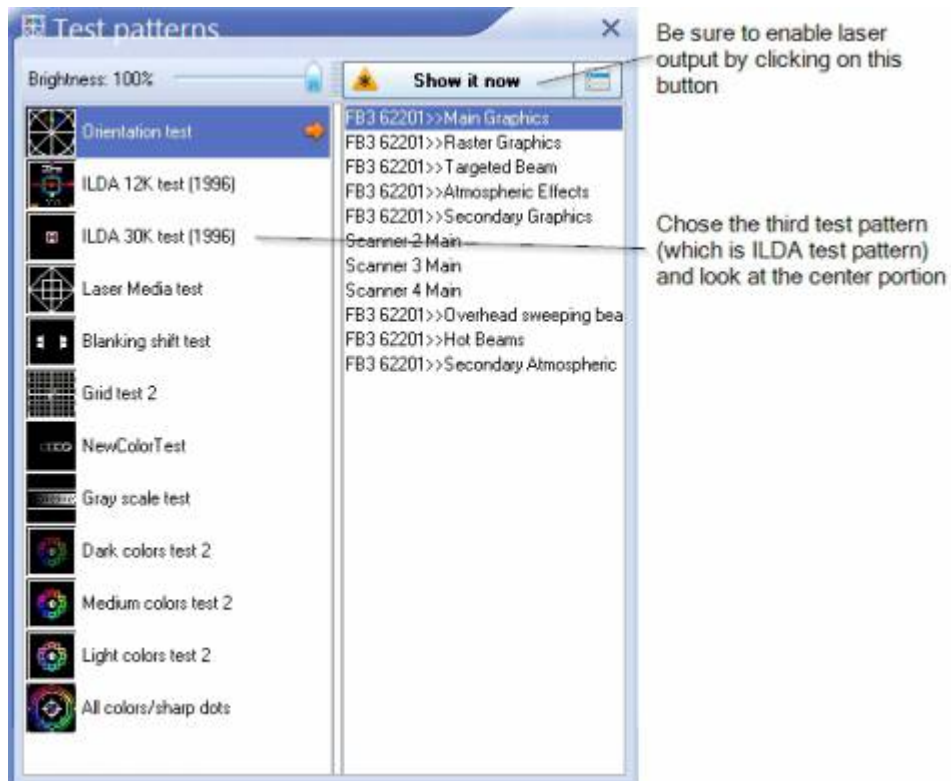 Test patterns
Brightness: 100%
Show it now
Orientation test
ILDA 12K test (1996)
ILDA 30K test (1996)
Laser Media test
Blanking shift test
Grid test 2
NewColorTest
Gray scale test
Dark colors test 2
Medium colors test 2
Light colors test 2
All colors/sharp dots
FB3 62201>>Main Graphics
FB3 62201>>Raster Graphics
FB3 62201>>Targeted Beam
FB3 62201>>Atmospheric Effects
FB3 62201>>Secondary Graphics
Scanner 2 Main
Scanner 3 Main
Scanner 4 Main
FB3 62201>>Overhead sweeping bea
FB3 62201>>Hot Beams
FB3 62201>>Secondary Atmospheric
Be sure to enable laser
output by clicking on this
button
Chose the third test pattern
(which is ILDA test pattern)
and look at the center portion